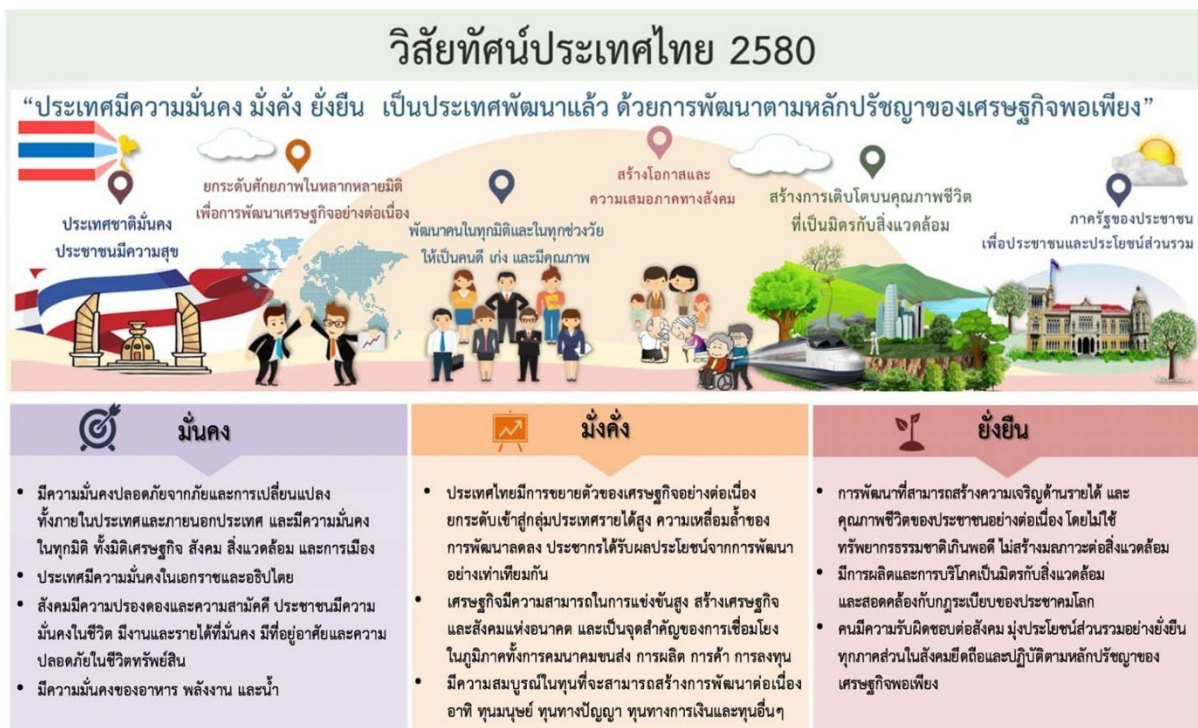 วิสัยทัศน์ประเทศไทย 2580
“ประเทศมีความมั่นคง มั่งคั่ง ยั่งยืน เป็นประเทศพัฒนาแล้ว ด้วยการพัฒนาตามหลักปรัชญาของเศรษฐกิจพอเพียง”
ประเทศชาติมั่นคง
ประชาชนมีความสุข
ยกระดับศักยภาพในหลากหลายมิติ
เพื่อการพัฒนาเศรษฐกิจอย่างต่อเนื่อง
พัฒนาคนในทุกมิติและในทุกช่วงวัย
ให้เป็นคนดี เก่ง และมีคุณภาพ
สร้างโอกาสและ
ความเสมอภาคทางสังคม
สร้างการเติบโตบนคุณภาพชีวิต
ที่เป็นมิตรกับสิ่งแวดล้อม
ภาครัฐของประชาชน
เพื่อประชาชนและประโยชน์ส่วนรวม
มั่นคง
• มีความมั่นคงปลอดภัยจากภัยและการเปลี่ยนแปลง
ทั้งภายในประเทศและภายนอกประเทศ และมีความมั่นคง
ในทุกมิติ ทั้งมิติเศรษฐกิจ สังคม สิ่งแวดล้อม และการเมือง
• ประเทศมีความมั่นคงในเอกราชและอธิปไตย
• สังคมมีความปรองดองและความสามัคคี ประชาชนมีความ
มั่นคงในชีวิต มีงานและรายได้ที่มั่นคง มีที่อยู่อาศัยและความ
ปลอดภัยในชีวิตทรัพย์สิน
• มีความมั่นคงของอาหาร พลังงาน และน้ำ
มั่งคั่ง
• ประเทศไทยมีการขยายตัวของเศรษฐกิจอย่างต่อเนื่อง
ยกระดับเข้าสู่กลุ่มประเทศรายได้สูง ความเหลื่อมล้ำของ
การพัฒนาลดลง ประชากรได้รับผลประโยชน์จากการพัฒนา
อย่างเท่าเทียมกัน
• เศรษฐกิจมีความสามารถในการแข่งขันสูง สร้างเศรษฐกิจ
และสังคมแห่งอนาคต และเป็นจุดสำคัญของการเชื่อมโยง
ในภูมิภาคทั้งการคมนาคมขนส่ง การผลิต การค้า การลงทุน
• มีความสมบูรณ์ในทุนที่จะสามารถสร้างการพัฒนาต่อเนื่อง
อาทิ ทุนมนุษย์ ทุนทางปัญญา ทุนทางการเงินและทุนอื่นๆ
ยั่งยืน
• การพัฒนาที่สามารถสร้างความเจริญด้านรายได้ และ
คุณภาพชีวิตของประชาชนอย่างต่อเนื่อง โดยไม่ใช้
ทรัพยากรธรรมชาติเกินพอดี ไม่สร้างมลภาวะต่อสิ่งแวดล้อม
• มีการผลิตและการบริโภคเป็นมิตรกับสิ่งแวดล้อม
และสอดคล้องกับกฎระเบียบของประชาคมโลก
• คนมีความรับผิดชอบต่อสังคม มุ่งประโยชน์ส่วนรวมอย่างยั่งยืน
ทุกภาคส่วนในสังคมยึดถือและปฏิบัติตามหลักปรัชญาของ
เศรษฐกิจพอเพียง